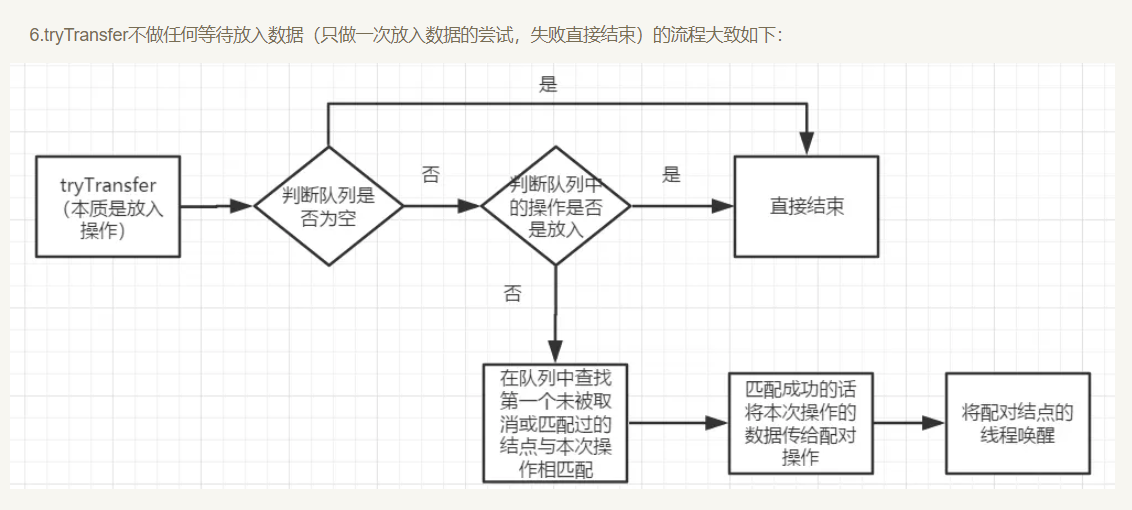 6.tryTransfer不做任何等待放入数据（只做一次放入数据的尝试，失败直接结束）的流程大致如下：
是
tryTransfer
（本质是放入
操作）
判断队列是
否为空
否
判断队列中
的操作是否
是放入
是
直接结束
否
在队列中查找
第一个未被取
消或匹配过的
结点与本次操
作相匹配
匹配成功的话
将本次操作的
数据传给配对
操作
将配对结点的
线程唤醒